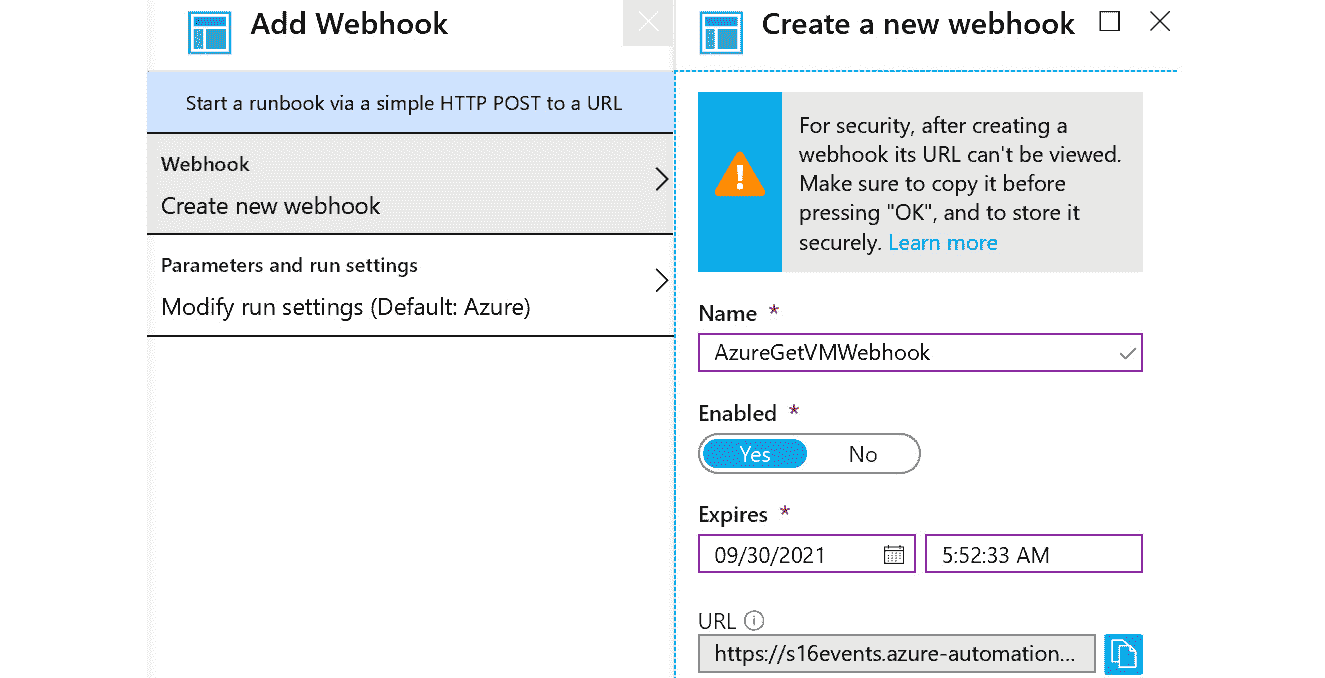 Add Webhook
Start a runbook via a simple HTTP POST to a URL
Webhook
Create new webhook
Parameters and run settings
Modify run settings (Default: Azure)
Create a new webhook
For security, after creating a
webhook its URL can't be viewed.
Make sure to copy it before
pressing "OK", and to store it
securely. Learn more
Name *
AzureGetVMWebhook
Enabled *
Yes No
Expires *
09/30/2021 5:52:33 AM
URL
https://s16events.azure-automation...